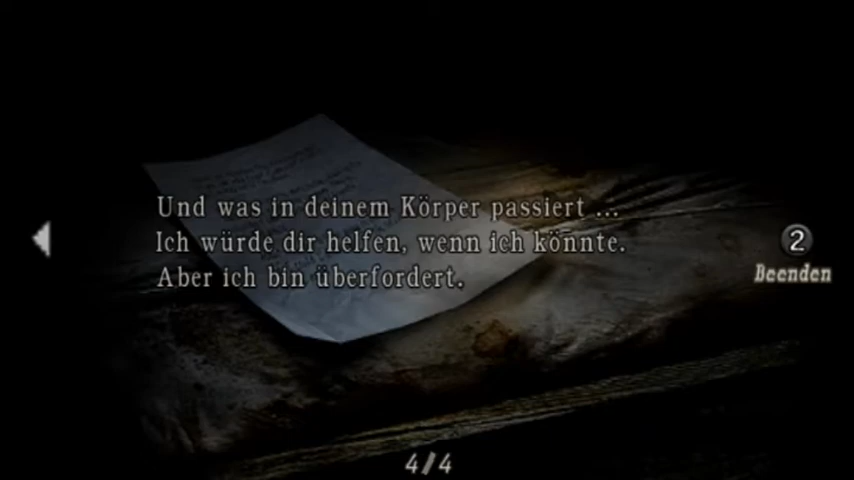 Und was in deinem Körper passiert ...
Ich würde dir helfen, wenn ich könnte.
Aber ich bin überfordert.
2
Beenden
4/4